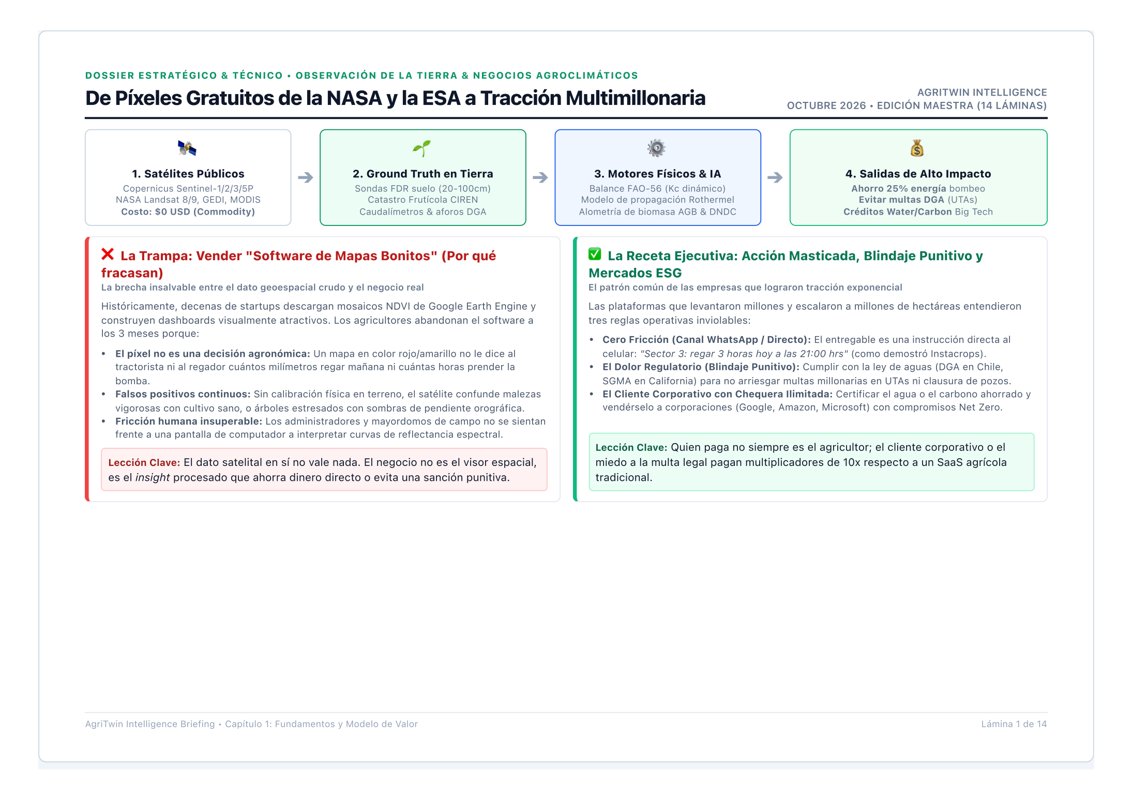 DOSSIER ESTRATÉGICO & TÉCNICO • OBSERVACIÓN DE LA TIERRA & NEGOCIOS AGROCLIMÁTICOS
De Píxeles Gratuitos de la NASA y la ESA a Tracción Multimillonaria
AGRITWIN INTELLIGENCE
OCTUBRE 2026 • EDICIÓN MAESTRA (14 LÁMINAS)
1. Satélites Públicos
Copernicus Sentinel-1/2/3/5P
NASA Landsat 8/9, GEDI, MODIS
Costo: $0 USD (Commodity)
2. Ground Truth en Tierra
Sondas FDR suelo (20-100cm)
Catastro Frutícola CIREN
Caudalímetros & aforos DGA
3. Motores Físicos & IA
Balance FAO-56 (Kc dinámico)
Modelo de propagación Rothermel
Alometría de biomasa AGB & DNDC
4. Salidas de Alto Impacto
Ahorro 25% energía bombeo
Evitar multas DGA (UTAs)
Créditos Water/Carbon Big Tech
La Trampa: Vender "Software de Mapas Bonitos" (Por qué
fracasan)
La brecha insalvable entre el dato geoespacial crudo y el negocio real
Históricamente, decenas de startups descargan mosaicos NDVI de Google Earth Engine y
construyen dashboards visualmente atractivos. Los agricultores abandonan el software a
los 3 meses porque:
• El píxel no es una decisión agronómica: Un mapa en color rojo/amarillo no le dice al
tractorista ni al regador cuántos milímetros regar mañana ni cuántas horas prender la
bomba.
• Falsos positivos continuos: Sin calibración física en terreno, el satélite confunde malezas
vigorosas con cultivo sano, o árboles estresados con sombras de pendiente orográfica.
• Fricción humana insuperable: Los administradores y mayordomos de campo no se sientan
frente a una pantalla de computador a interpretar curvas de reflectancia espectral.
Lección Clave: El dato satelital en sí no vale nada. El negocio no es el visor espacial,
es el insight procesado que ahorra dinero directo o evita una sanción punitiva.
La Receta Ejecutiva: Acción Masticada, Blindaje Punitivo y
Mercados ESG
El patrón común de las empresas que lograron tracción exponencial
Las plataformas que levantaron millones y escalaron a millones de hectáreas entendieron
tres reglas operativas inviolables:
• Cero Fricción (Canal WhatsApp / Directo): El entregable es una instrucción directa al
celular: "Sector 3: regar 3 horas hoy a las 21:00 hrs" (como demostró Instacrops).
• El Dolor Regulatorio (Blindaje Punitivo): Cumplir con la ley de aguas (DGA en Chile,
SGMA en California) para no arriesgar multas millonarias en UTAs ni clausura de pozos.
• El Cliente Corporativo con Chequera Ilimitada: Certificar el agua o el carbono ahorrado y
vendérselo a corporaciones (Google, Amazon, Microsoft) con compromisos Net Zero.
Lección Clave: Quien paga no siempre es el agricultor; el cliente corporativo o el
miedo a la multa legal pagan multiplicadores de 10x respecto a un SaaS agrícola
tradicional.
AgriTwin Intelligence Briefing • Capítulo 1: Fundamentos y Modelo de Valor
Lámina 1 de 14